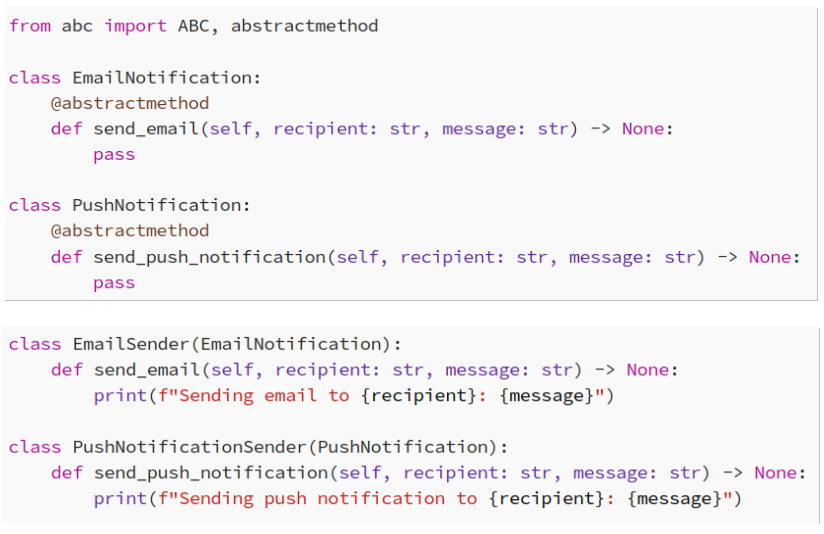 from abc import ABC, abstractmethod

class EmailNotification:
    @abstractmethod
    def send_email(self, recipient: str, message: str) -> None:
        pass

class PushNotification:
    @abstractmethod
    def send_push_notification(self, recipient: str, message: str) -> None:
        pass

class EmailSender(EmailNotification):
    def send_email(self, recipient: str, message: str) -> None:
        print(f"Sending email to {recipient}: {message}")

class PushNotificationSender(PushNotification):
    def send_push_notification(self, recipient: str, message: str) -> None:
        print(f"Sending push notification to {recipient}: {message}")